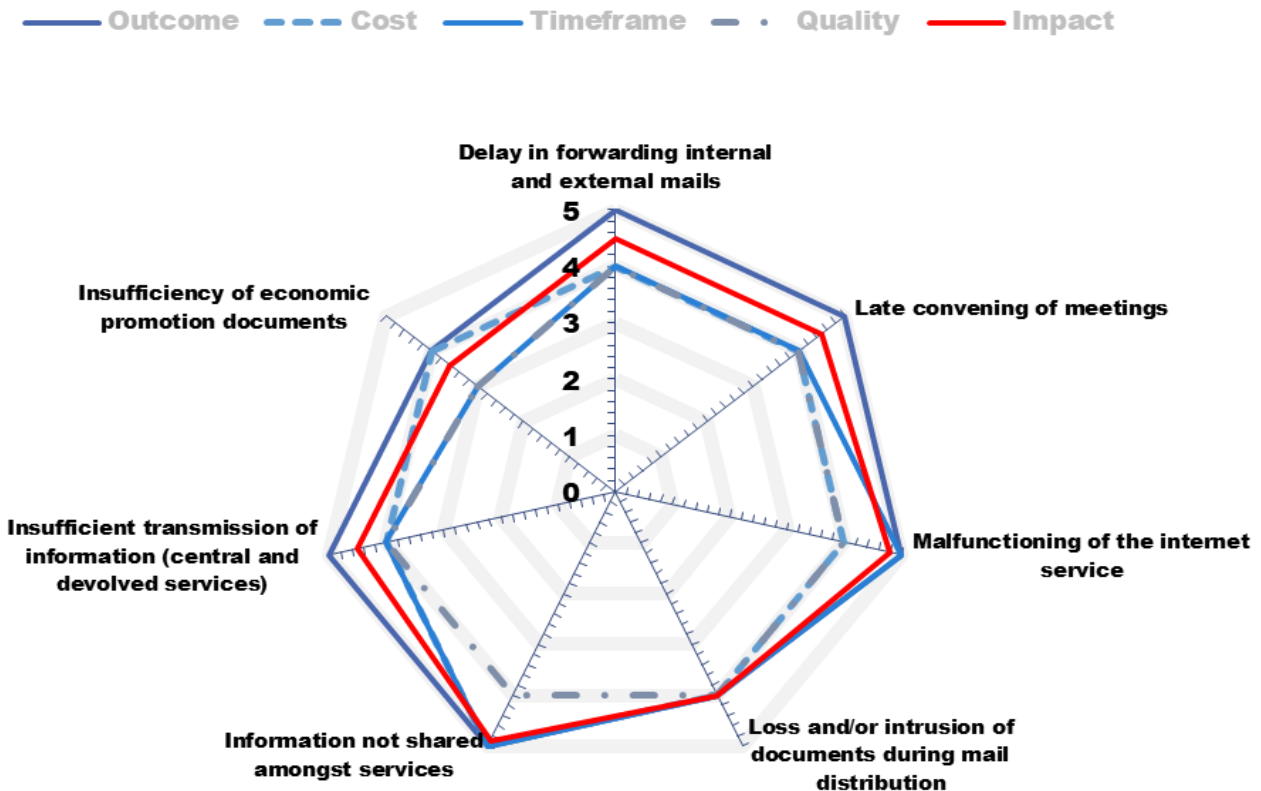 Outcome Cost Timeframe Quality Impact
Delay in forwarding internal
and external mails
5
4
3
2
1
0
Insufficiency of economic
promotion documents
Late convening of meetings
Insufficient transmission of
information (central and
devolved services)
Malfunctioning of the internet
service
Information not shared
amongst services
Loss and/or intrusion of
documents during mail
distribution